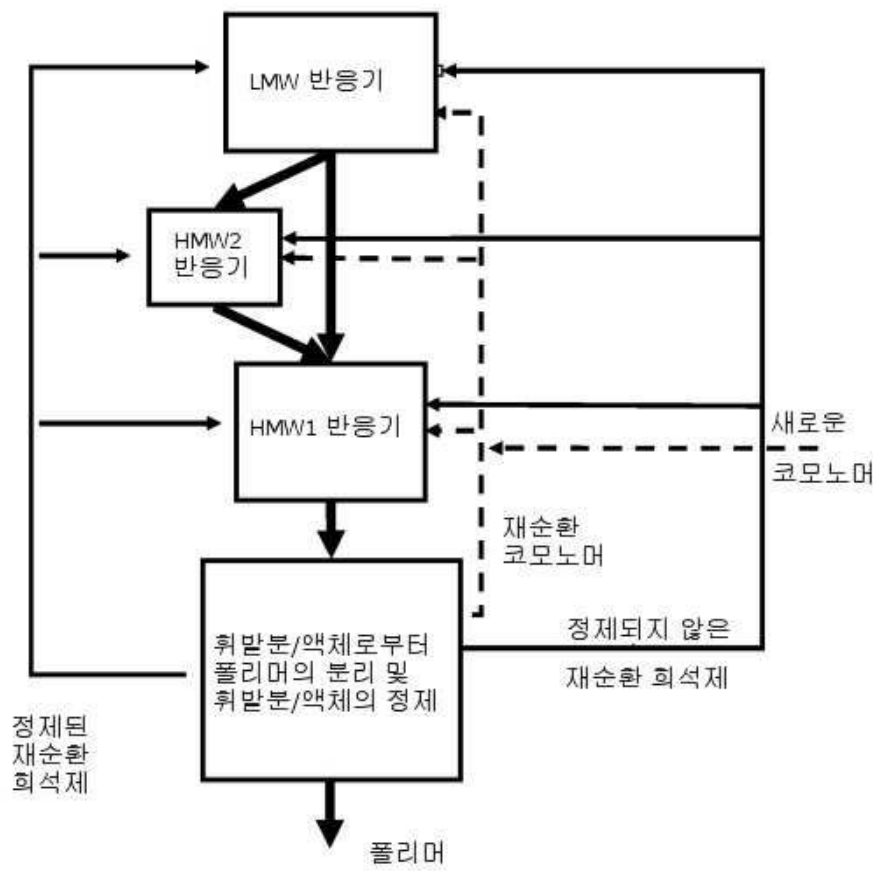 LMW 반응기
HMW2
반응기
HMW1 반응기
새로운
코모노머
재순환
코모노머
휘발분/액체로부터
폴리머의 분리 및
휘발분/액체의 정제
정제되지 않은
재순환 희석제
정제된
재순환
희석제
폴리머